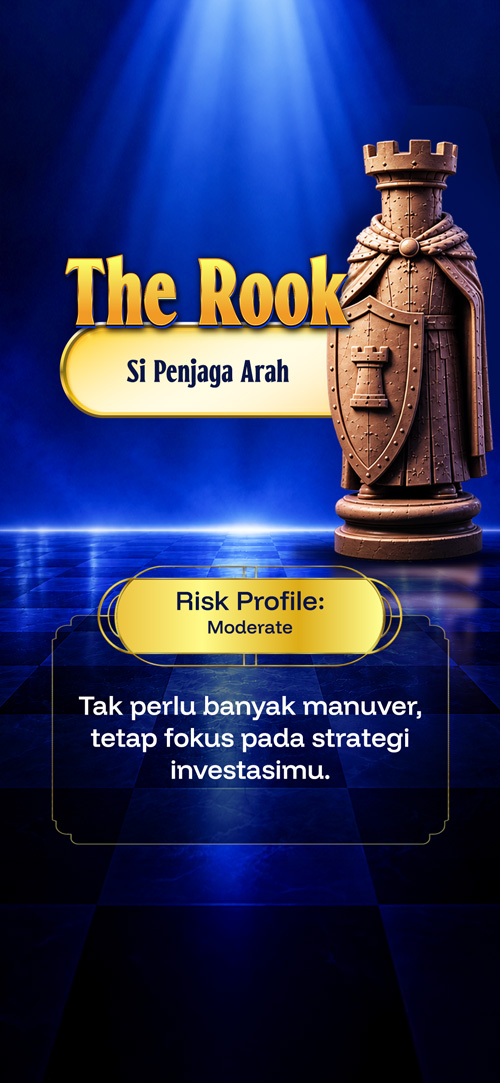 The Rook
Si Penjaga Arah
Risk Profile:
Moderate
Tak perlu banyak manuver,
tetap fokus pada strategi
investasimu.